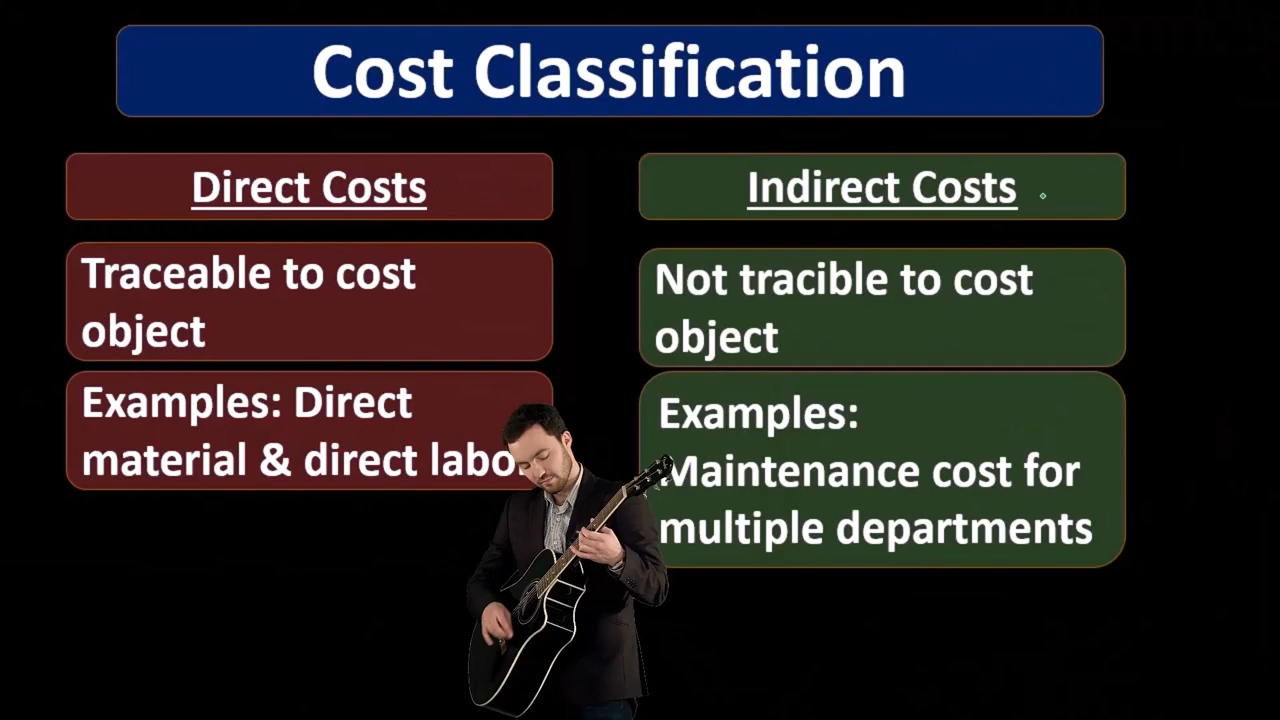 Cost Classification
Direct Costs
Traceable to cost
object
Examples: Direct
material & direct labo
Indirect Costs
Not tracible to cost
object
Examples:
Maintenance cost for
multiple departments